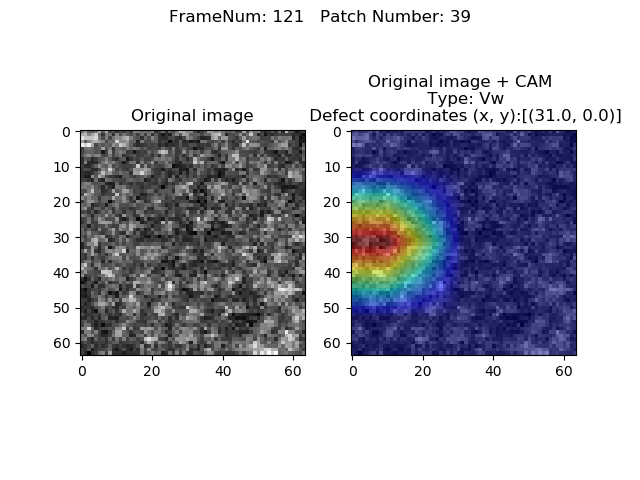 FrameNum: 121   Patch Number: 39
Original image
Original image + CAM
Type: Vw
Defect coordinates (x, y):[(31.0, 0.0)]
0
10
20
30
40
50
60
0 20 40 60
0
10
20
30
40
50
60
0 20 40 60